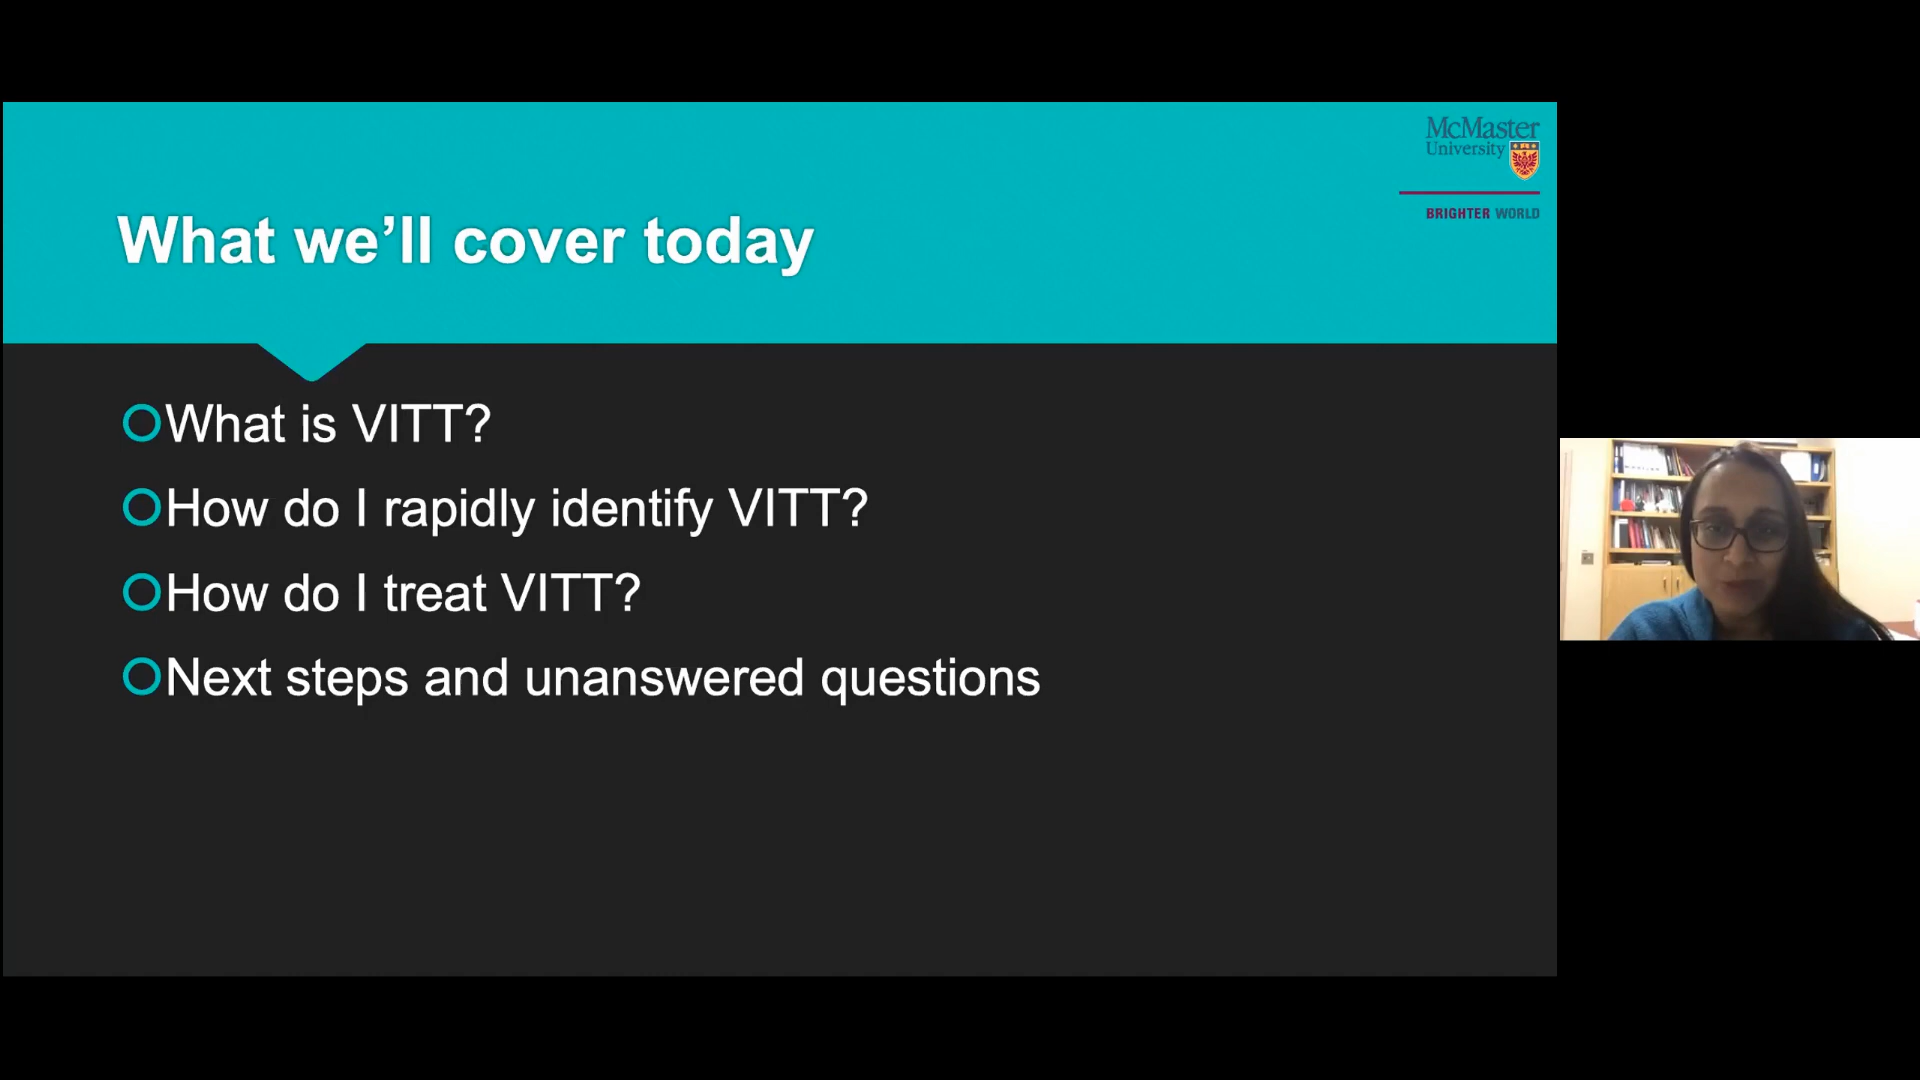 McMaster
University
BRIGHTER WORLD
What we’ll cover today
What is VITT?
How do I rapidly identify VITT?
How do I treat VITT?
Next steps and unanswered questions